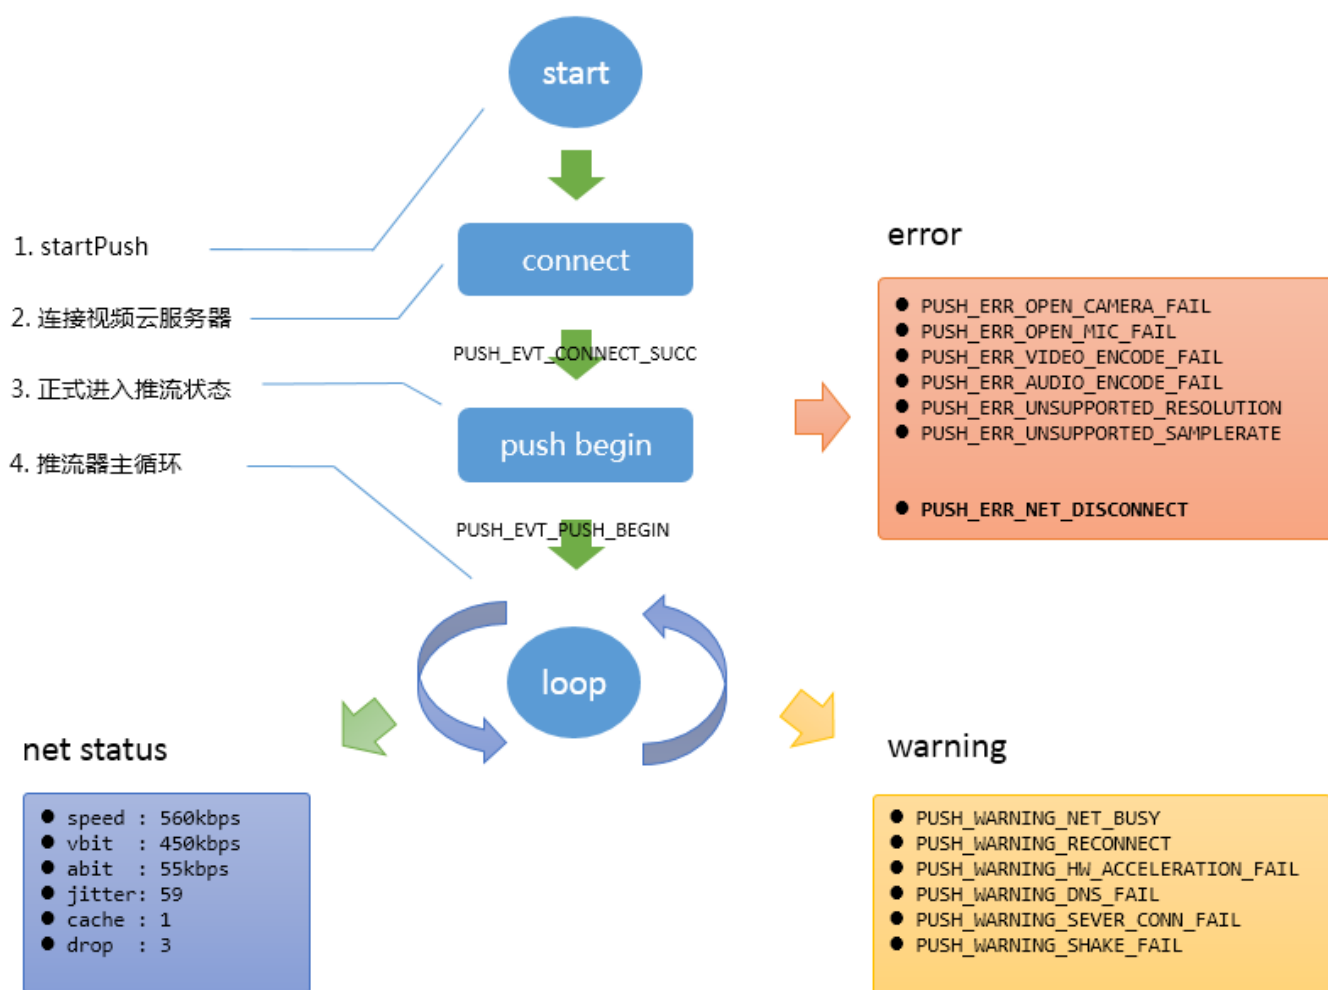 start
1. startPush
connect
2. 连接视频云服务器
PUSH_EVT_CONNECT_SUCC
3. 正式进入推流状态
push begin
4. 推流器主循环
PUSH_EVT_PUSH_BEGIN
loop
error
PUSH_ERR_OPEN_CAMERA_FAIL
PUSH_ERR_OPEN_MIC_FAIL
PUSH_ERR_VIDEO_ENCODE_FAIL
PUSH_ERR_AUDIO_ENCODE_FAIL
PUSH_ERR_UNSUPPORTED_RESOLUTION
PUSH_ERR_UNSUPPORTED_SAMPLERATE
PUSH_ERR_NET_DISCONNECT
net status
speed : 560kbps
vbit : 450kbps
abit : 55kbps
jitter: 59
cache : 1
drop : 3
warning
PUSH_WARNING_NET_BUSY
PUSH_WARNING_RECONNECT
PUSH_WARNING_HW_ACCELERATION_FAIL
PUSH_WARNING_DNS_FAIL
PUSH_WARNING_SEVER_CONN_FAIL
PUSH_WARNING_SHAKE_FAIL